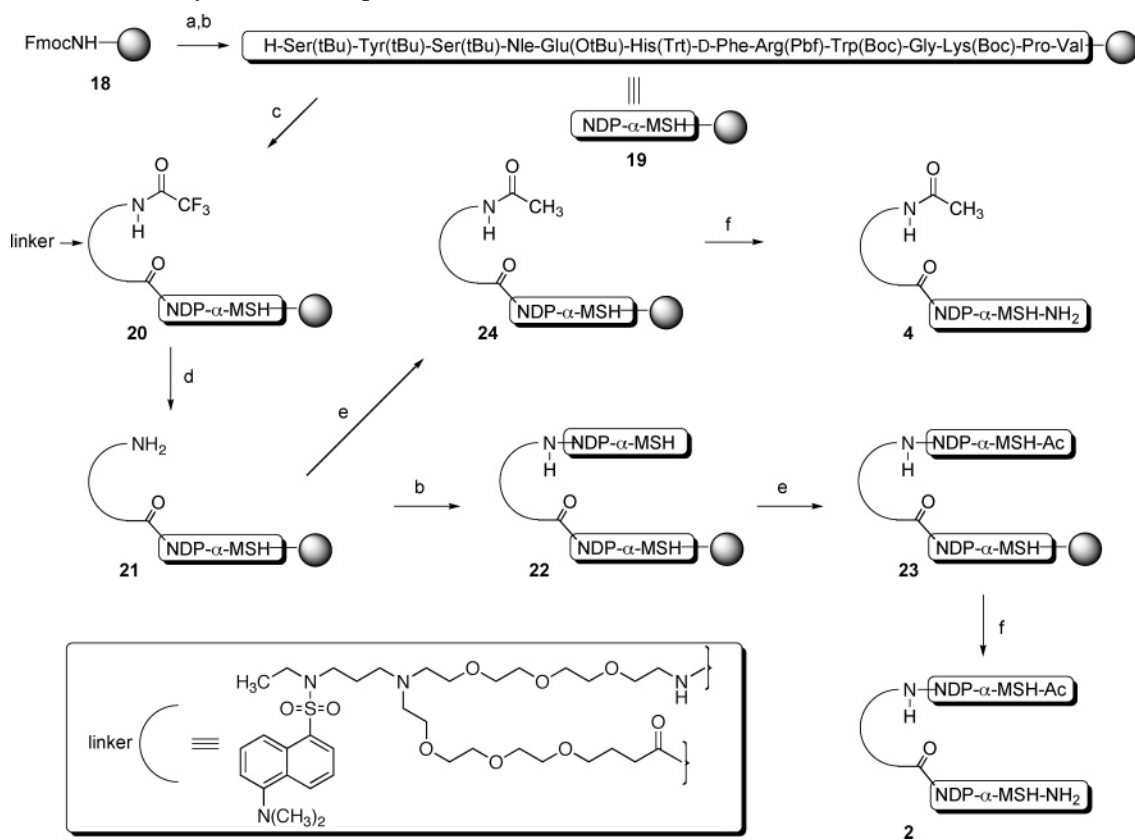 FmocNH
18
a,b
H-Ser(tBu)-Tyr(tBu)-Ser(tBu)-Nle-Glu(OtBu)-His(Trt)-D-Phe-Arg(Pbf)-Trp(Boc)-Gly-Lys(Boc)-Pro-Val
c
NDP-α-MSH
19
O
N
H
CF3
linker
O
NDP-α-MSH
20
O
N
H
CH3
O
NDP-α-MSH
24
f
O
N
H
CH3
O
NDP-α-MSH-NH2
4
d
e
NH2
O
NDP-α-MSH
21
b
N
H
NDP-α-MSH
O
NDP-α-MSH
22
e
N
H
NDP-α-MSH-Ac
O
NDP-α-MSH
23
f
N
H
NDP-α-MSH-Ac
O
NDP-α-MSH-NH2
2
linker
H3C
N
O=S=O
N(CH3)2
N
O
O
O
N
H
O
O
O
O